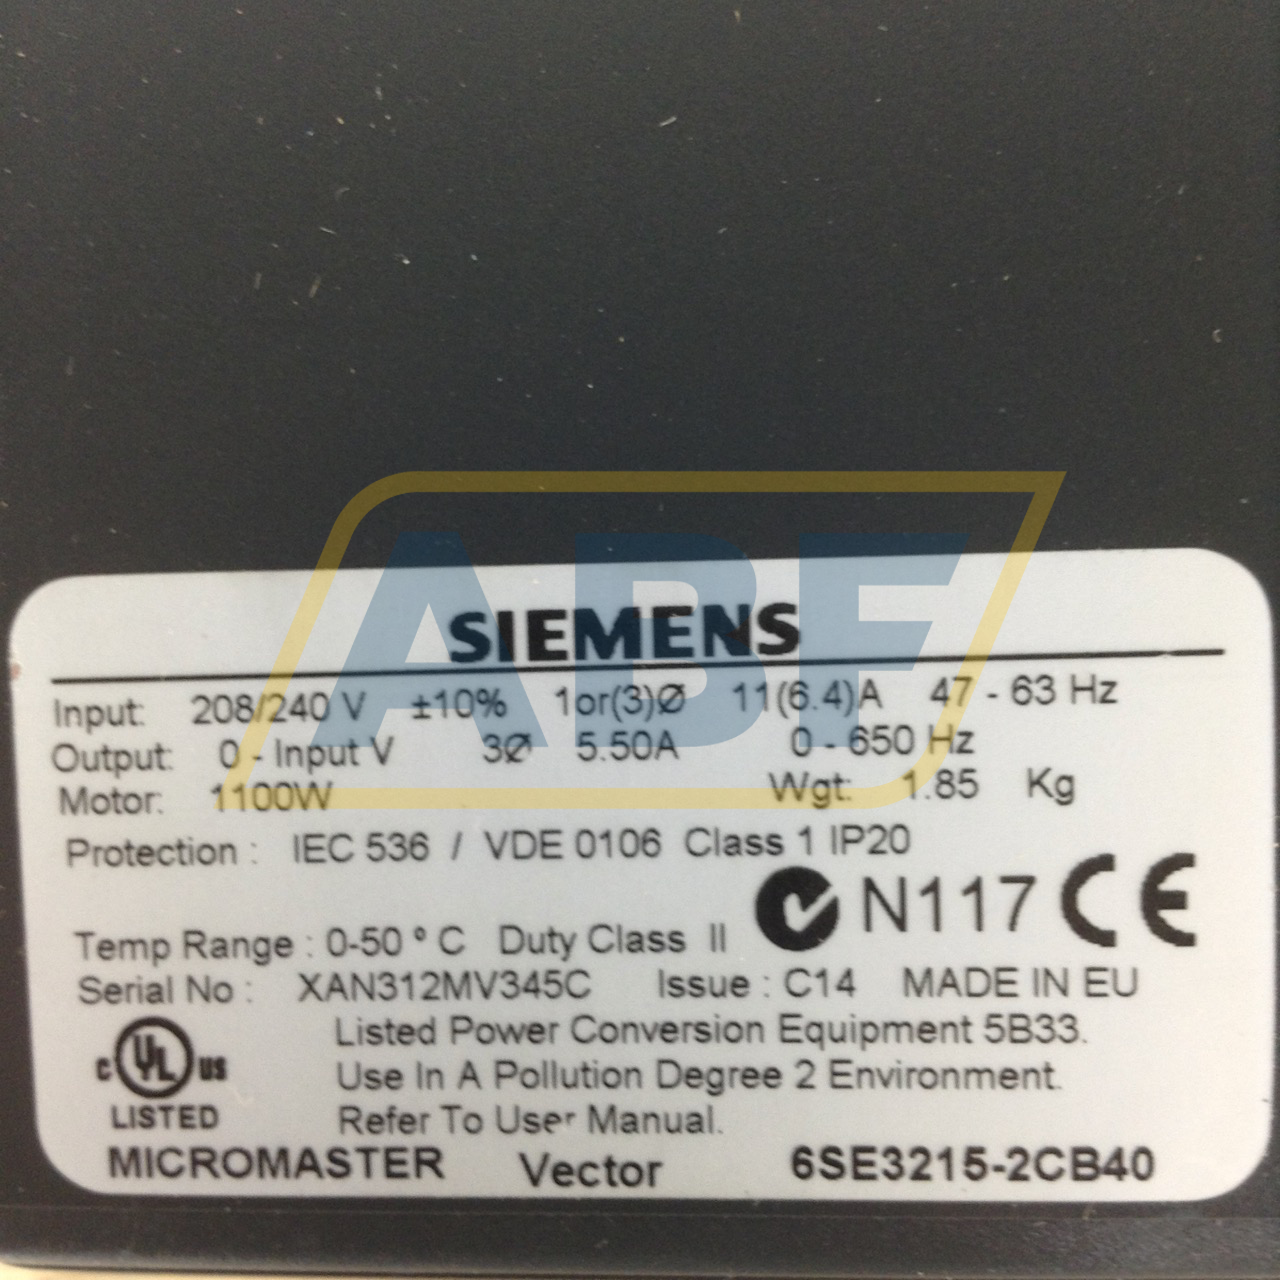 SIEMENS
Input: 208/240 V ±10% 1or(3)Ø 11(6.4)A 47 - 63 Hz
Output: 0 - Input V 3Ø 5.50A 0 - 650 Hz
Motor: 1100W Wgt: 1.85 Kg
Protection : IEC 536 / VDE 0106 Class 1 IP20
N117 CE
Temp Range : 0-50 ° C Duty Class II
Serial No : XAN312MV345C Issue : C14 MADE IN EU
Listed Power Conversion Equipment 5B33.
c UL us Use In A Pollution Degree 2 Environment.
LISTED Refer To User Manual.
MICROMASTER Vector 6SE3215-2CB40
ABF